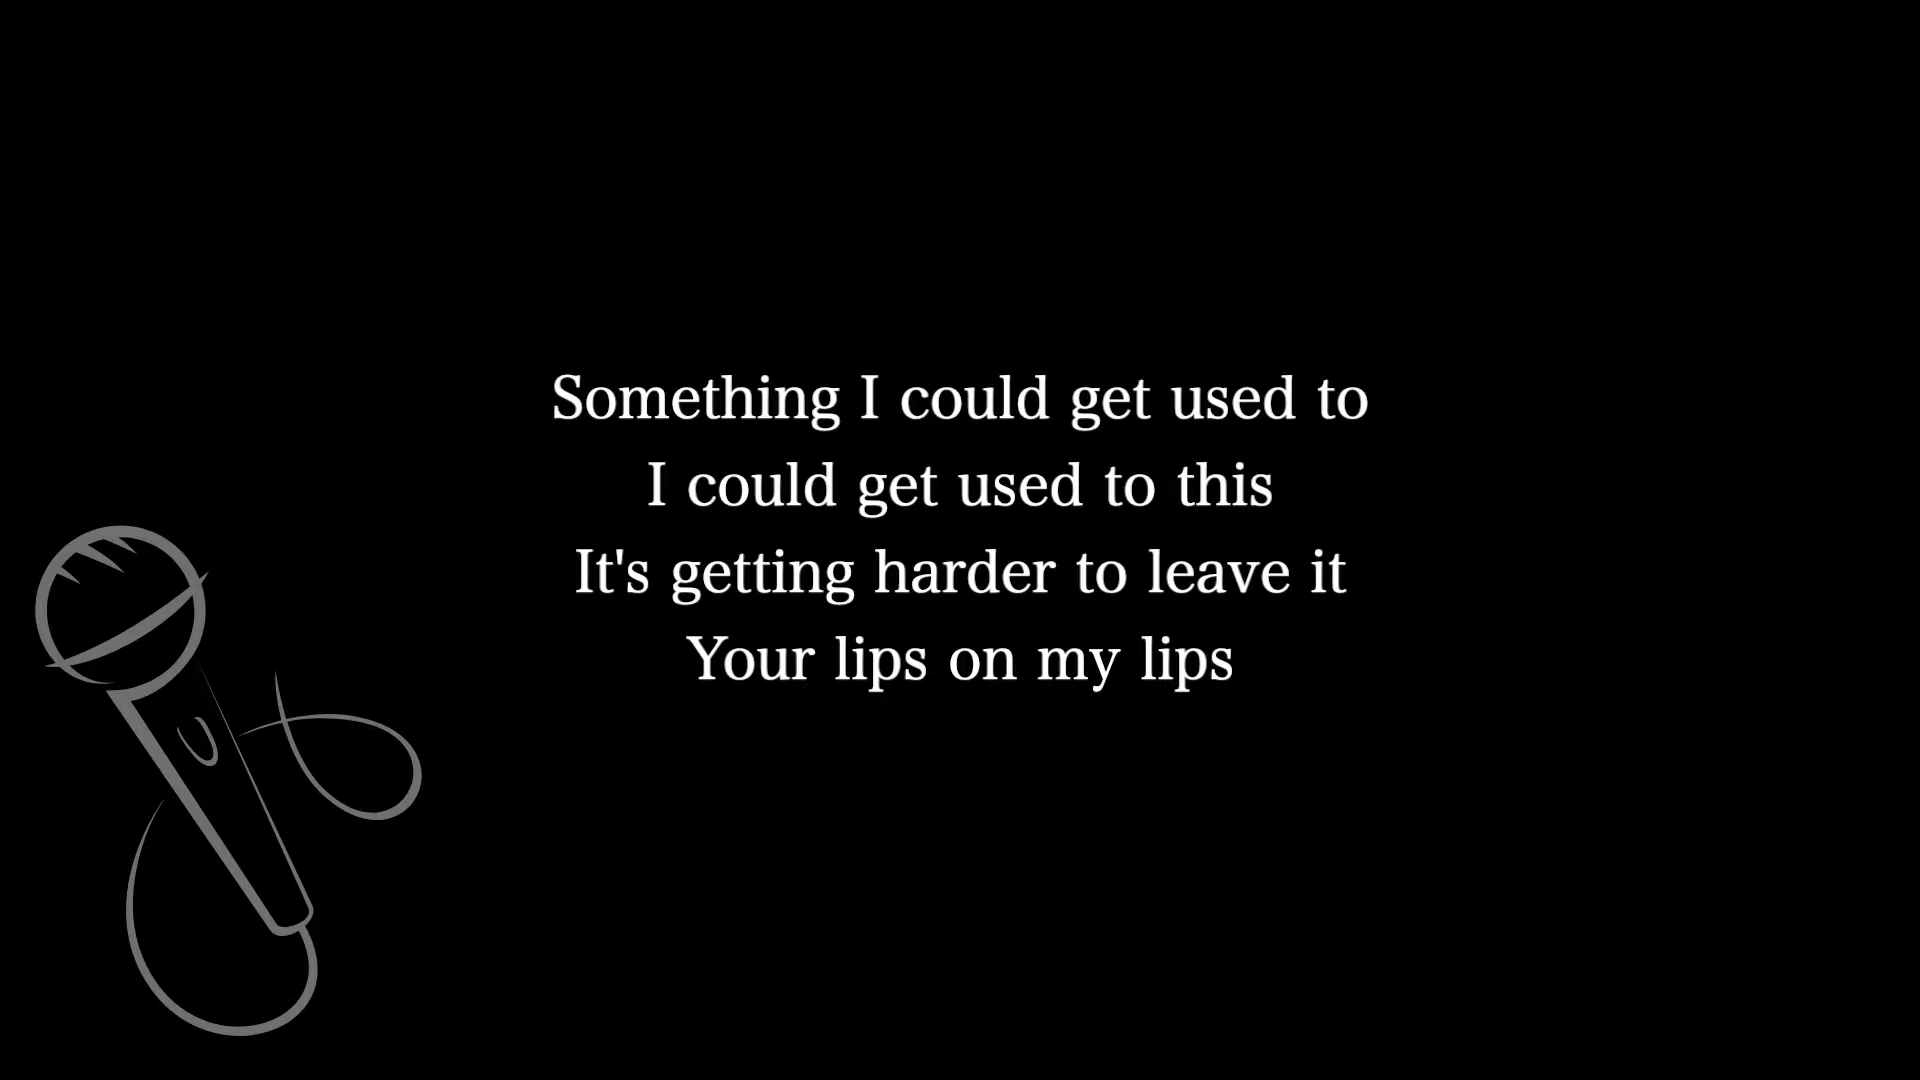 Something I could get used to
I could get used to this
It's getting harder to leave it
Your lips on my lips